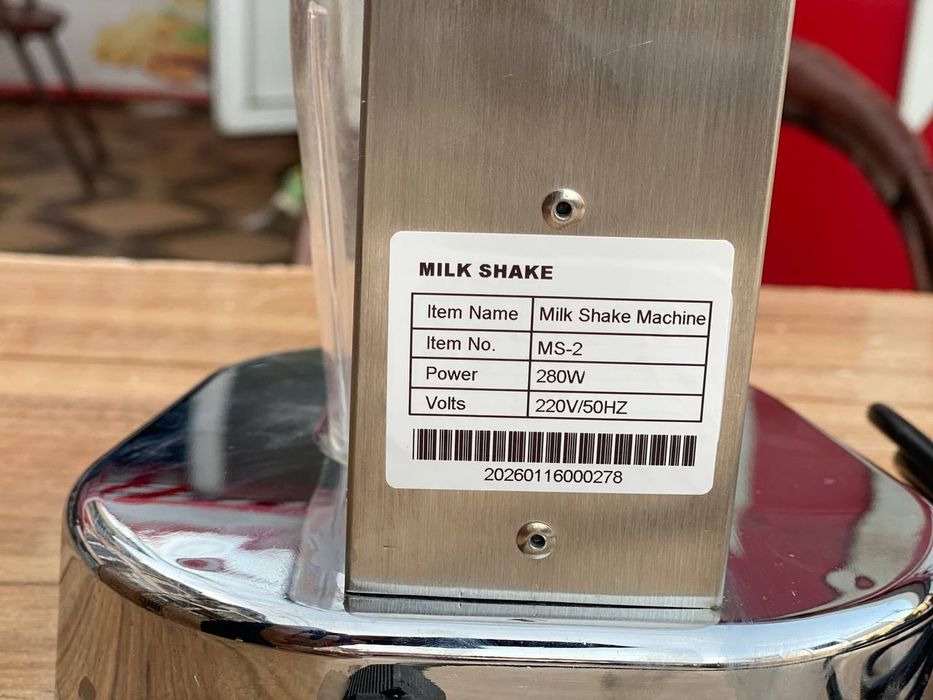 MILK SHAKE
Item Name Milk Shake Machine
Item No. MS-2
Power 280W
Volts 220V/50HZ
20260116000278